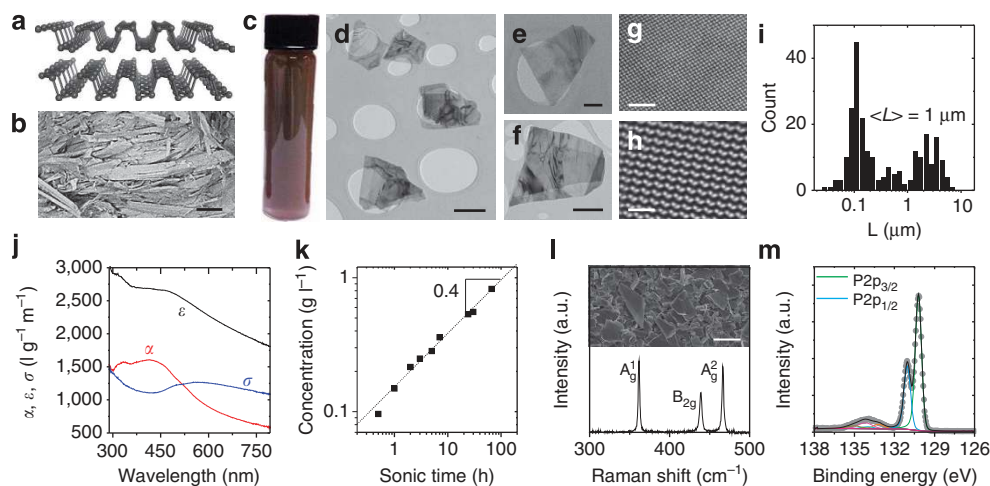 a
b
c
d
e
f
g
h
i
Count
40
20
0
<L> = 1 μm
0.1
1
10
L (μm)
j
α, ε, σ (l g⁻¹ m⁻¹)
3,000
2,500
2,000
1,500
1,000
500
ε
α
σ
300
450
600
750
Wavelength (nm)
k
Concentration (g l⁻¹)
1
0.1
0.4
1
10
100
Sonic time (h)
l
Intensity (a.u.)
A¹g
B₂g
A²g
300
400
500
Raman shift (cm⁻¹)
m
Intensity (a.u.)
P2p₃/₂
P2p₁/₂
138
135
132
129
126
Binding energy (eV)